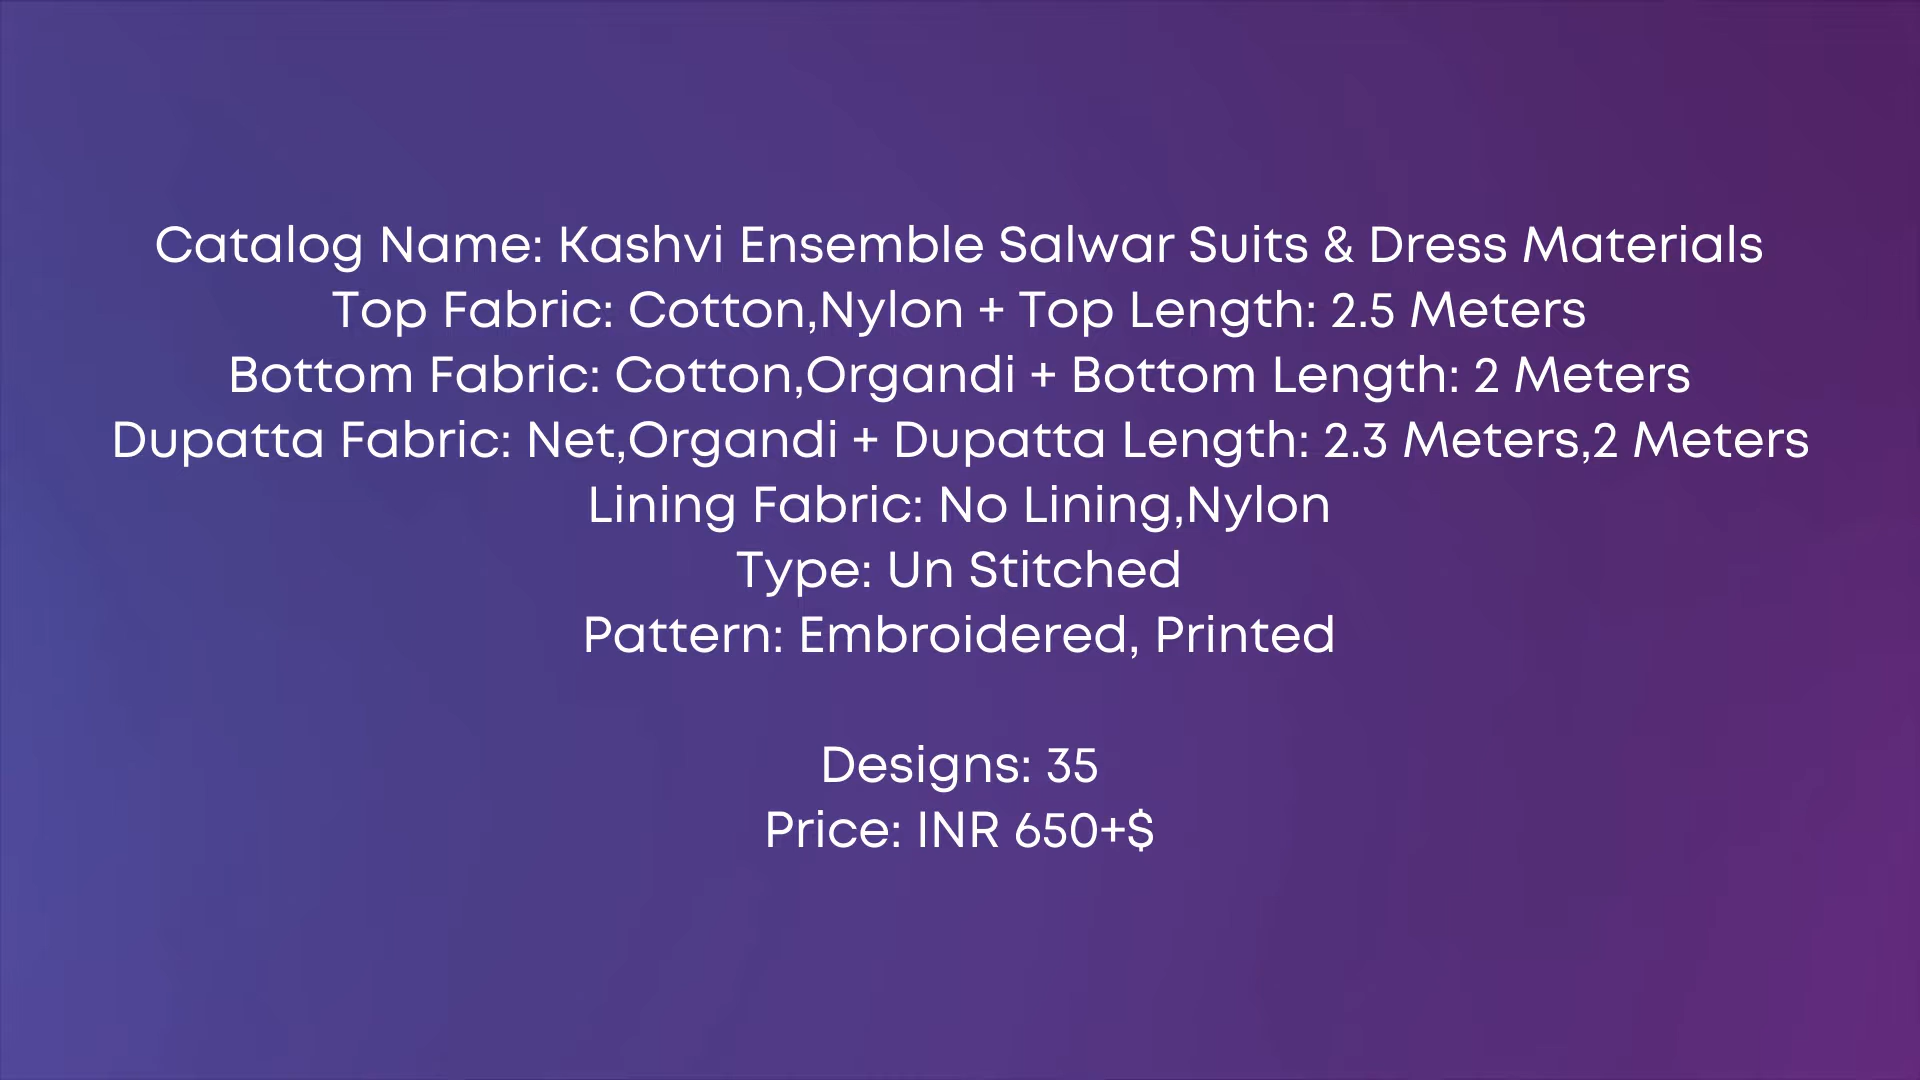 Catalog Name: Kashvi Ensemble Salwar Suits & Dress Materials
Top Fabric: Cotton,Nylon + Top Length: 2.5 Meters
Bottom Fabric: Cotton,Organdi + Bottom Length: 2 Meters
Dupatta Fabric: Net,Organdi + Dupatta Length: 2.3 Meters,2 Meters
Lining Fabric: No Lining,Nylon
Type: Un Stitched
Pattern: Embroidered, Printed
Designs: 35
Price: INR 650+$